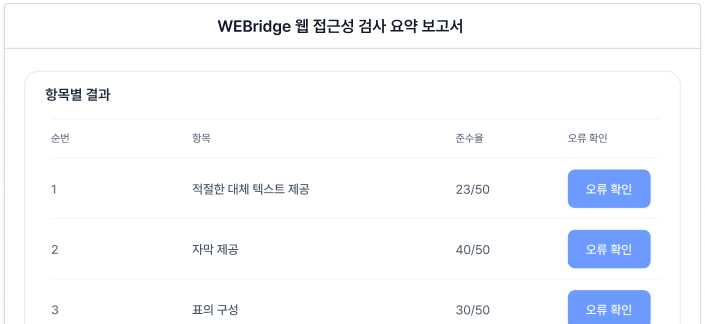 WEBridge 웹 접근성 검사 요약 보고서
항목별 결과
순번 항목 준수율 오류 확인
1 적절한 대체 텍스트 제공 23/50 오류 확인
2 자막 제공 40/50 오류 확인
3 표의 구성 30/50 오류 확인